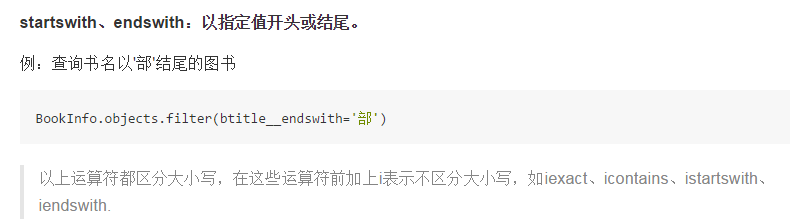 startswith、endswith：以指定值开头或结尾。
例：查询书名以'部'结尾的图书
BookInfo.objects.filter(btitle__endswith='部')
以上运算符都区分大小写，在这些运算符前加上i表示不区分大小写，如iexact、icontains、istartswith、
iendswith.